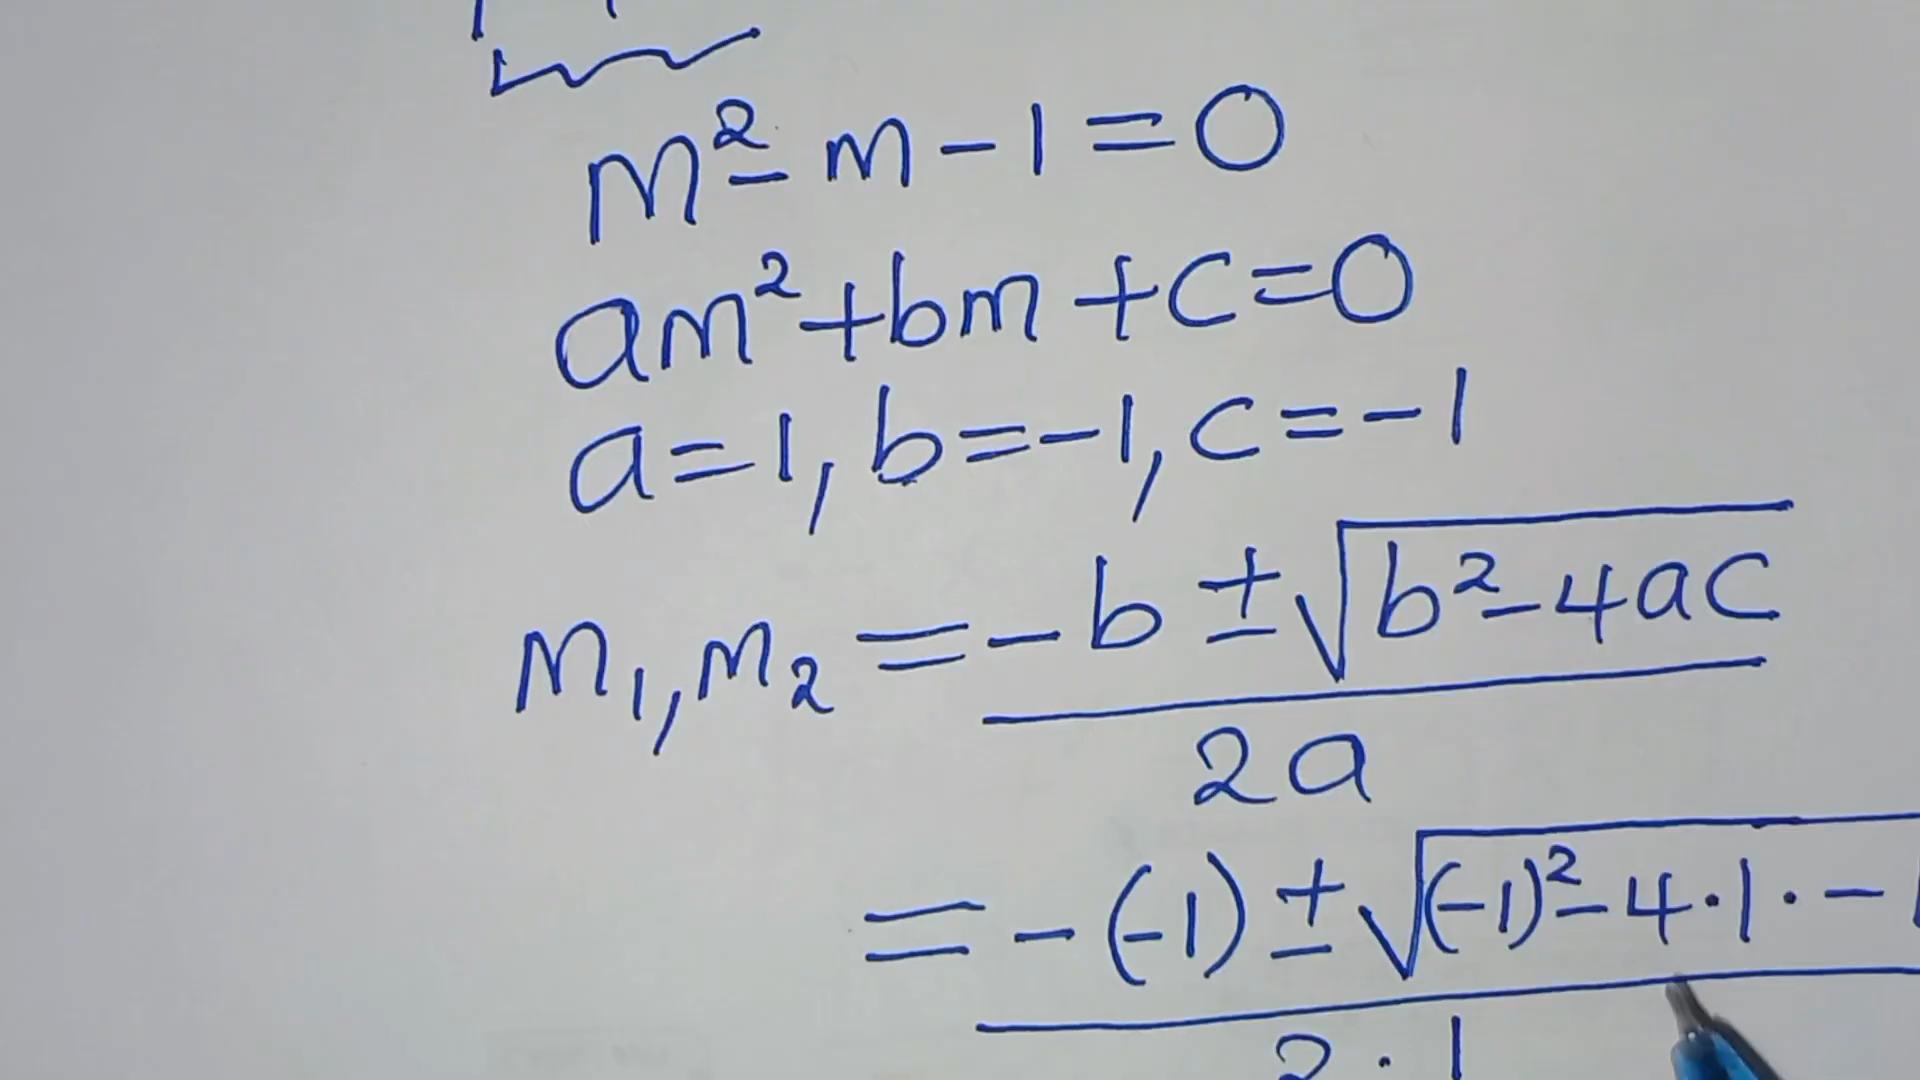 m² - m - 1 = 0
am² + bm + c = 0
a = 1, b = -1, c = -1
m₁, m₂ = -b ± √(b² - 4ac)
2a
= -(-1) ± √((-1)² - 4 · 1 · -1
2 · 1